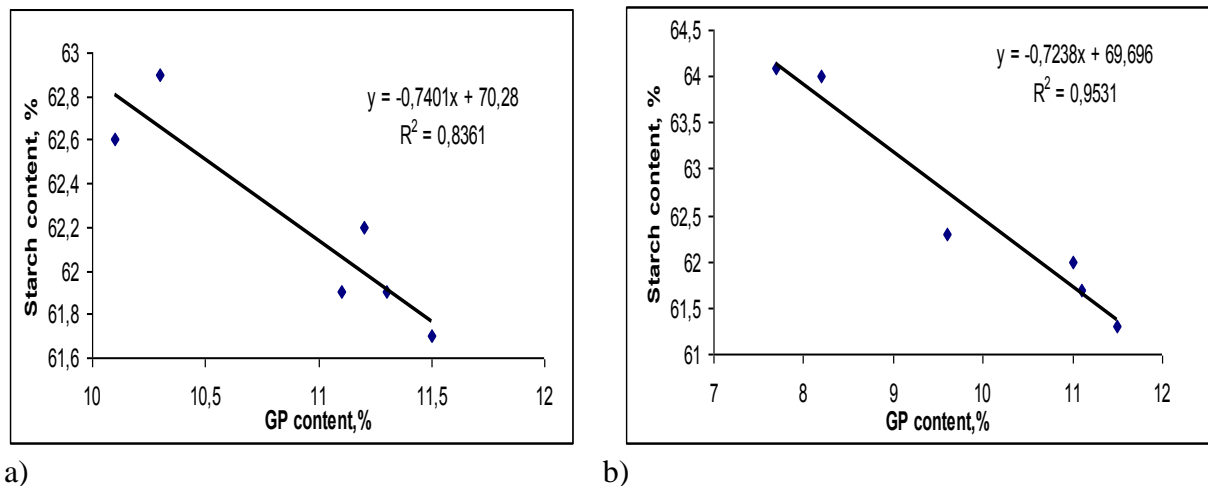 63
62,8
62,6
62,4
62,2
62
61,8
61,6
Starch content, %
y = -0,7401x + 70,28
R² = 0,8361
10 10,5 11 11,5 12
GP content,%
a)
64,5
64
63,5
63
62,5
62
61,5
61
Starch content, %
y = -0,7238x + 69,696
R² = 0,9531
7 8 9 10 11 12
GP content,%
b)